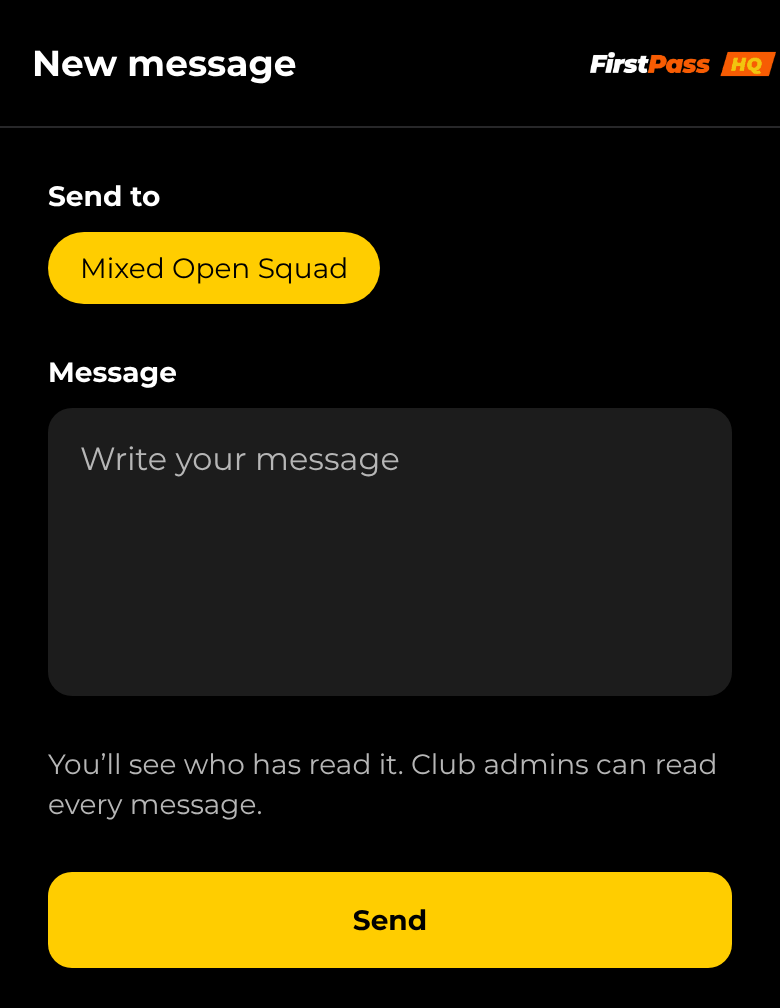 New message
FirstPass HQ
Send to
Mixed Open Squad
Message
Write your message
You’ll see who has read it. Club admins can read
every message.
Send